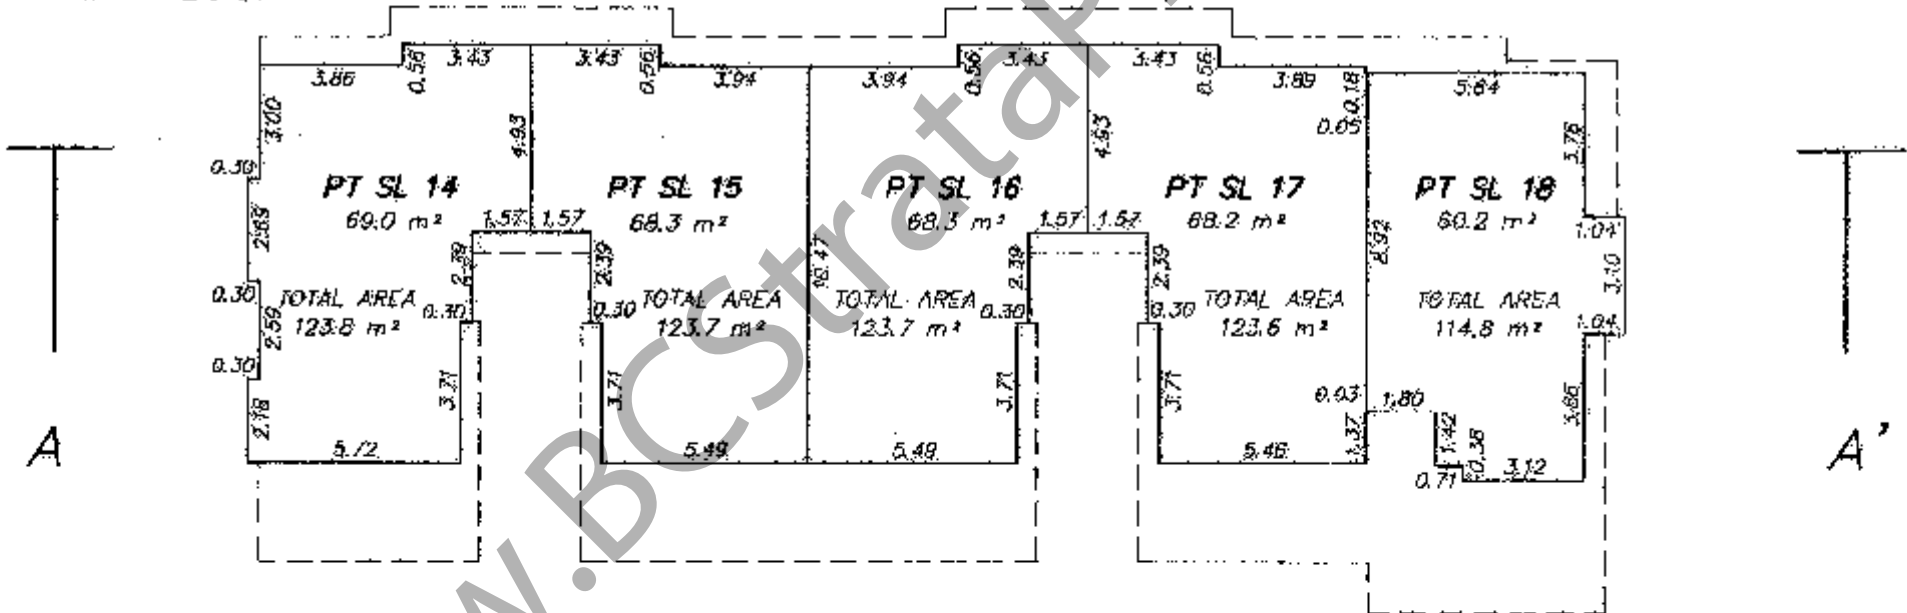 3.86
0.56
3.43
3.43
0.56
3.94
3.94
0.56
3.43
3.43
0.56
3.89
0.18
5.64
3.00
4.93
4.93
0.05
3.76
0.30
PT SL 14
PT SL 15
PT SL 16
PT SL 17
PT SL 18
69.0 m²
68.3 m²
68.3 m²
68.2 m²
60.2 m²
1.57
1.57
1.57
1.57
1.04
2.69
2.39
2.39
10.47
2.39
2.39
8.92
3.10
0.30
TOTAL AREA
0.30
0.30
TOTAL AREA
TOTAL AREA
0.30
0.30
TOTAL AREA
TOTAL AREA
2.59
123.8 m²
123.7 m²
123.7 m²
123.6 m²
114.8 m²
1.04
0.30
2.18
3.71
3.71
3.71
3.71
0.03
1.80
A
5.72
5.49
5.49
5.46
1.37
1.42
0.38
0.71
3.12
A'
w.BCStrataP